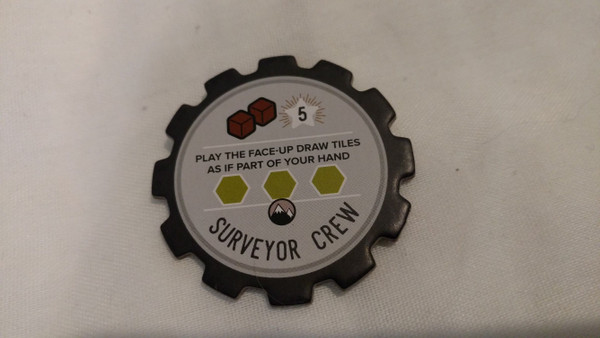 5
PLAY THE FACE-UP DRAW TILES
AS IF PART OF YOUR HAND
SURVEYOR CREW